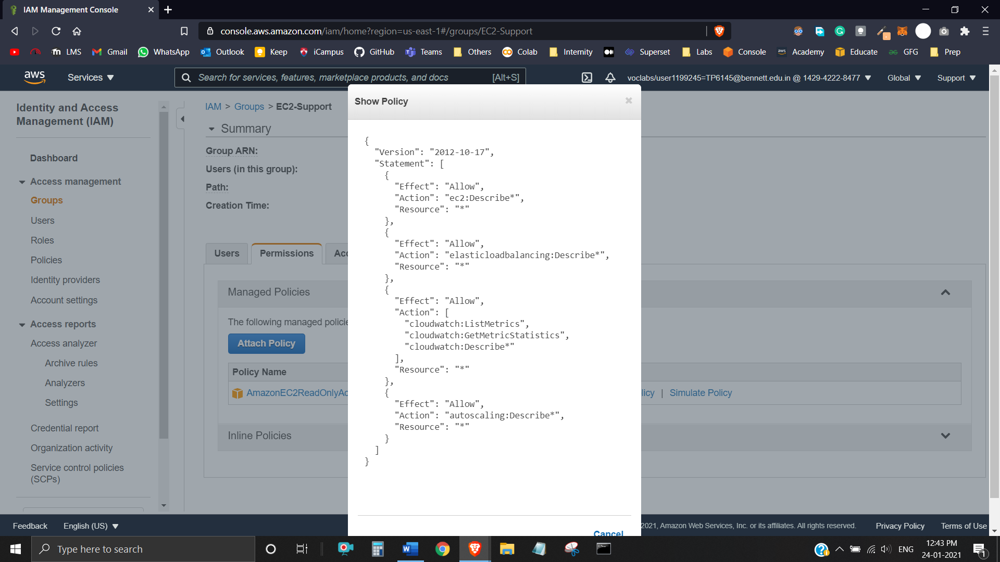 IAM Management Console
console.aws.amazon.com/iam/home?region=us-east-1#/groups/EC2-Support
LMS Gmail WhatsApp Outlook Keep iCampus GitHub Teams Others Colab Internity Superset Labs Console Academy Educate GFG Prep
aws Services Search for services, features, marketplace products, and docs [Alt+S] voclabs/user1199245=TP6145@bennett.edu.in @ 1429-4222-8477 Global Support
Identity and Access
Management (IAM)
Dashboard
Access management
Groups
Users
Roles
Policies
Identity providers
Account settings
Access reports
Access analyzer
Archive rules
Analyzers
Settings
Credential report
Organization activity
Service control policies
(SCPs)
IAM > Groups > EC2-Support
Summary
Group ARN:
Users (in this group):
Path:
Creation Time:
Users Permissions
Managed Policies
The following managed
Attach Policy
Policy Name
AmazonEC2ReadOnlyAc
Simulate Policy
Inline Policies
Show Policy
{
"Version": "2012-10-17",
"Statement": [
{
"Effect": "Allow",
"Action": "ec2:Describe*",
"Resource": "*"
},
{
"Effect": "Allow",
"Action": "elasticloadbalancing:Describe*",
"Resource": "*"
},
{
"Effect": "Allow",
"Action": [
"cloudwatch:ListMetrics",
"cloudwatch:GetMetricStatistics",
"cloudwatch:Describe*"
],
"Resource": "*"
},
{
"Effect": "Allow",
"Action": "autoscaling:Describe*",
"Resource": "*"
}
]
}
Cancel
Feedback English (US) 2021, Amazon Web Services, Inc. or its affiliates. All rights reserved. Privacy Policy Terms of Use
Type here to search
ENG
12:43 PM
24-01-2021
1